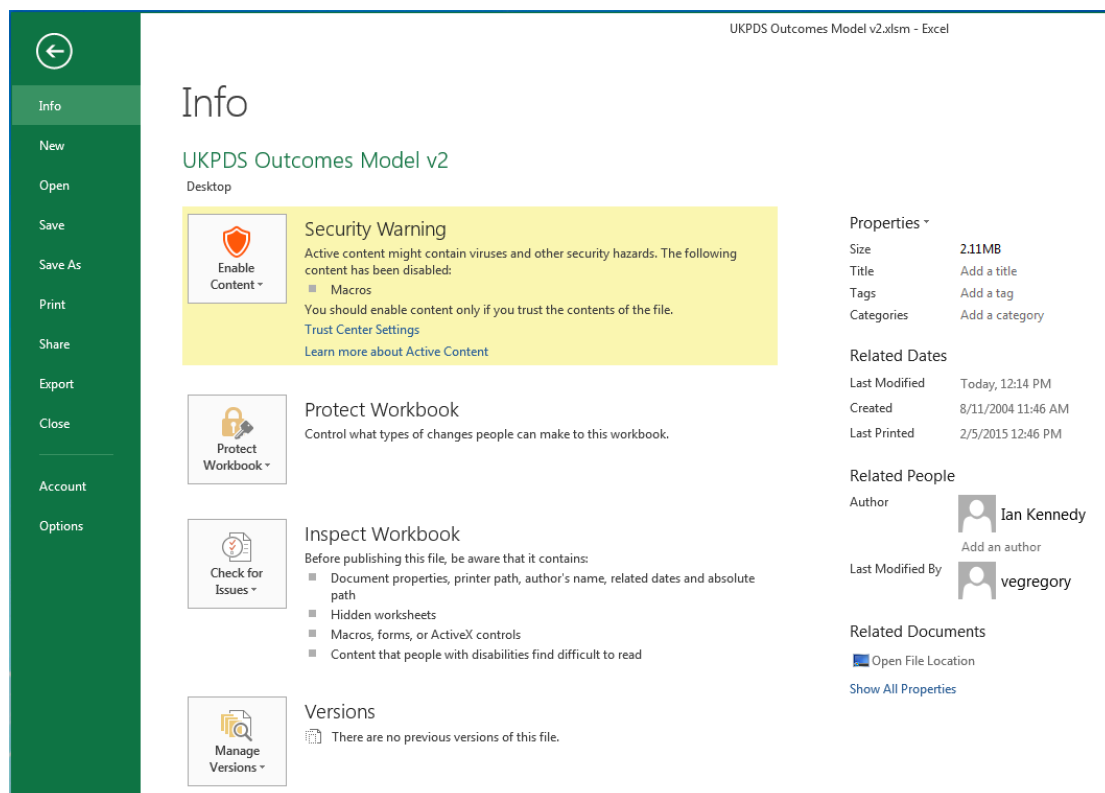 UKPDS Outcomes Model v2.xlsm - Excel
Info
New
Open
Save
Save As
Print
Share
Export
Close
Account
Options
Info
UKPDS Outcomes Model v2
Desktop
Enable
Content
Security Warning
Active content might contain viruses and other security hazards. The following
content has been disabled:
Macros
You should enable content only if you trust the contents of the file.
Trust Center Settings
Learn more about Active Content
Protect
Workbook
Protect Workbook
Control what types of changes people can make to this workbook.
Check for
Issues
Inspect Workbook
Before publishing this file, be aware that it contains:
Document properties, printer path, author's name, related dates and absolute
path
Hidden worksheets
Macros, forms, or ActiveX controls
Content that people with disabilities find difficult to read
Manage
Versions
Versions
There are no previous versions of this file.
Properties
Size 2.11MB
Title Add a title
Tags Add a tag
Categories Add a category
Related Dates
Last Modified Today, 12:14 PM
Created 8/11/2004 11:46 AM
Last Printed 2/5/2015 12:46 PM
Related People
Author Ian Kennedy
Add an author
Last Modified By vegregory
Related Documents
Open File Location
Show All Properties